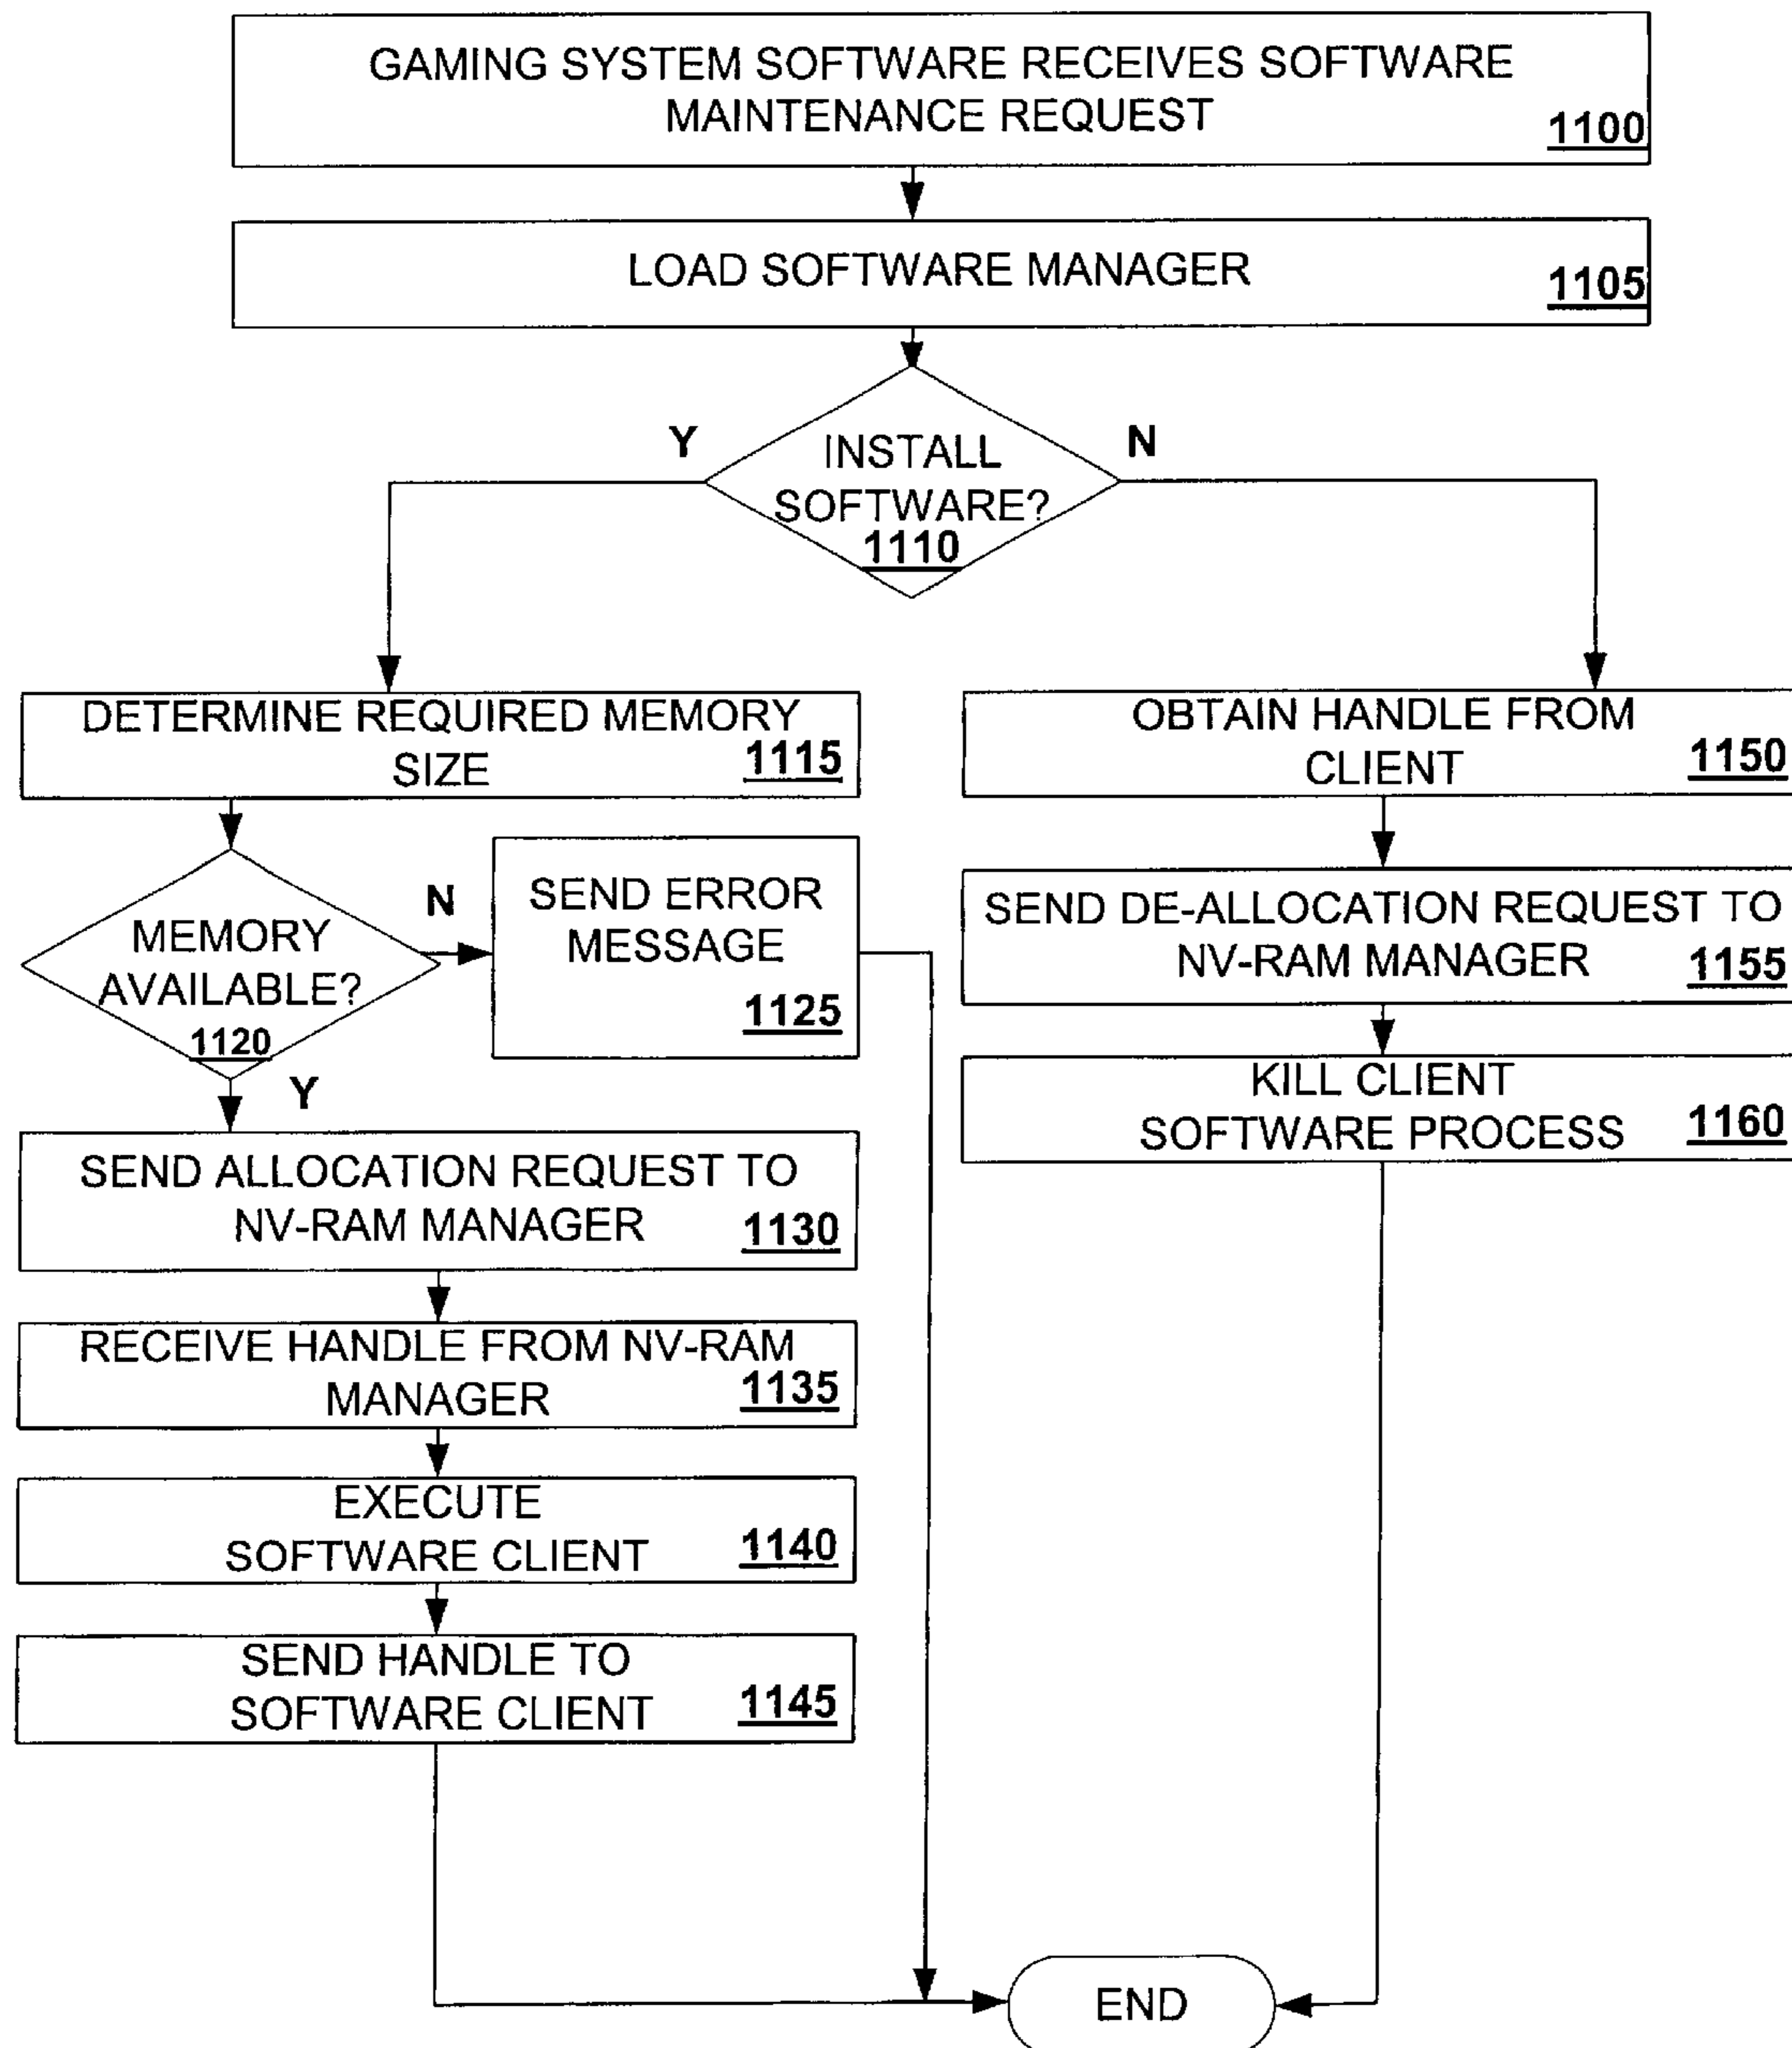 GAMING SYSTEM SOFTWARE RECEIVES SOFTWARE
MAINTENANCE REQUEST
1100
LOAD SOFTWARE MANAGER
1105
Y
INSTALL
SOFTWARE?
1110
N
DETERMINE REQUIRED MEMORY
SIZE
1115
MEMORY
AVAILABLE?
1120
N
SEND ERROR
MESSAGE
1125
Y
SEND ALLOCATION REQUEST TO
NV-RAM MANAGER
1130
RECEIVE HANDLE FROM NV-RAM
MANAGER
1135
EXECUTE
SOFTWARE CLIENT
1140
SEND HANDLE TO
SOFTWARE CLIENT
1145
OBTAIN HANDLE FROM
CLIENT
1150
SEND DE-ALLOCATION REQUEST TO
NV-RAM MANAGER
1155
KILL CLIENT
SOFTWARE PROCESS
1160
END